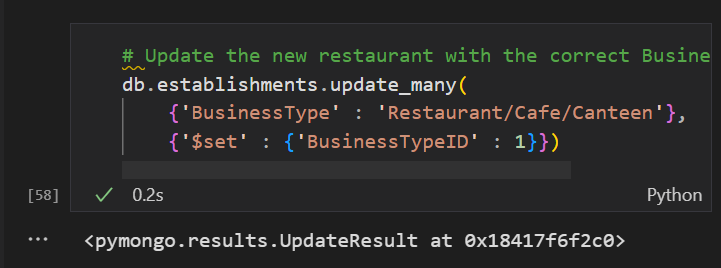 # Update the new restaurant with the correct Busine
db.establishments.update_many(
{'BusinessType' : 'Restaurant/Cafe/Canteen'},
{'$set' : {'BusinessTypeID' : 1}})
[58] 0.2s Python
... <pymongo.results.UpdateResult at 0x18417f6f2c0>